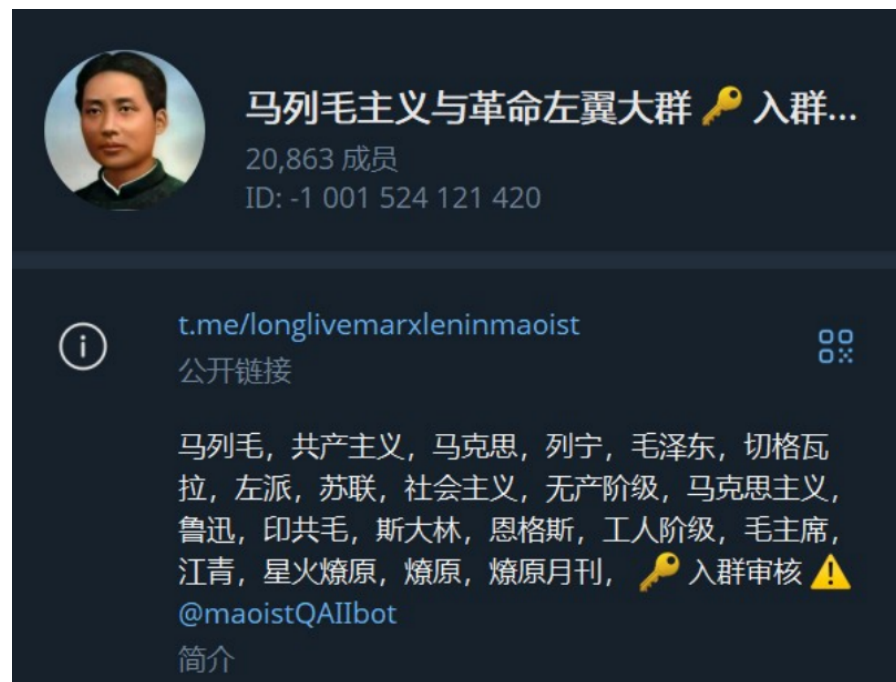 马列毛主义与革命左翼大群🔑入群...
20,863 成员
ID: -1 001 524 121 420
t.me/longlivemarxleninmaoist
公开链接
马列毛，共产主义，马克思，列宁，毛泽东，切格瓦
拉，左派，苏联，社会主义，无产阶级，马克思主义，
鲁迅，印共毛，斯大林，恩格斯，工人阶级，毛主席，
江青，星火燎原，燎原，燎原月刊，🔑入群审核⚠️
@maoistQAIIbot
简介